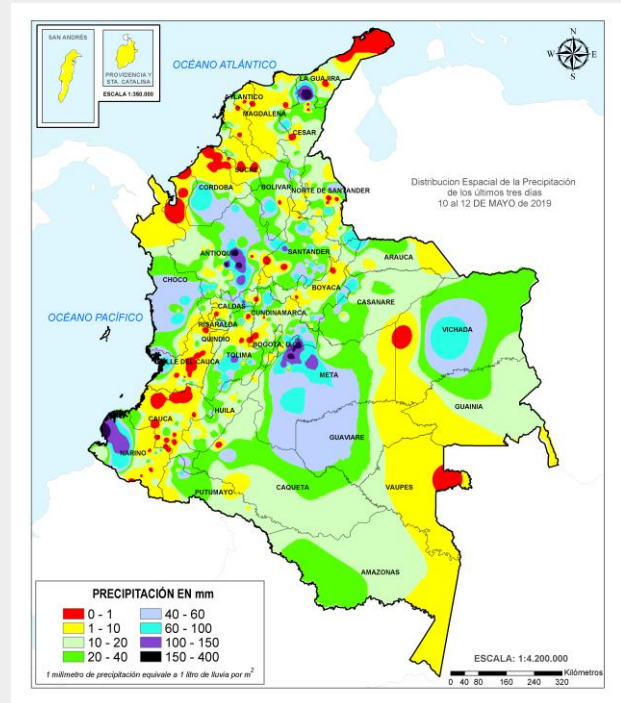 SAN ANDRÉS
PROVIDENCIA Y
STA. CATALINA
ESCALA 1:350.000
OCÉANO ATLÁNTICO
N
W
E
S
LA GUAJIRA
ATLANTICO
MAGDALENA
CESAR
Distribucion Espacial de la Precipitación
de los últimos tres días
10 al 12 DE MAYO de 2019
SUCRE
CORDOBA
BOLIVAR
NORTE DE SANTANDER
ANTIOQUIA
SANTANDER
ARAUCA
CHOCO
BOYACA
CASANARE
OCÉANO PACÍFICO
CALDAS
CUNDINAMARCA
VICHADA
RISARALDA
QUINDIO
BOGOTA, D.C.
VALLE DEL CAUCA
TOLIMA
META
GUAINIA
CAUCA
HUILA
GUAVIARE
NARIÑO
PUTUMAYO
CAQUETA
VAUPES
AMAZONAS
PRECIPITACIÓN EN mm
0 - 1
40 - 60
1 - 10
60 - 100
10 - 20
100 - 150
20 - 40
150 - 400
1 milimetro de precipitación equivale a 1 litro de lluvia por m²
ESCALA: 1:4.200.000
Kilómetros
0 40 80 160 240 320